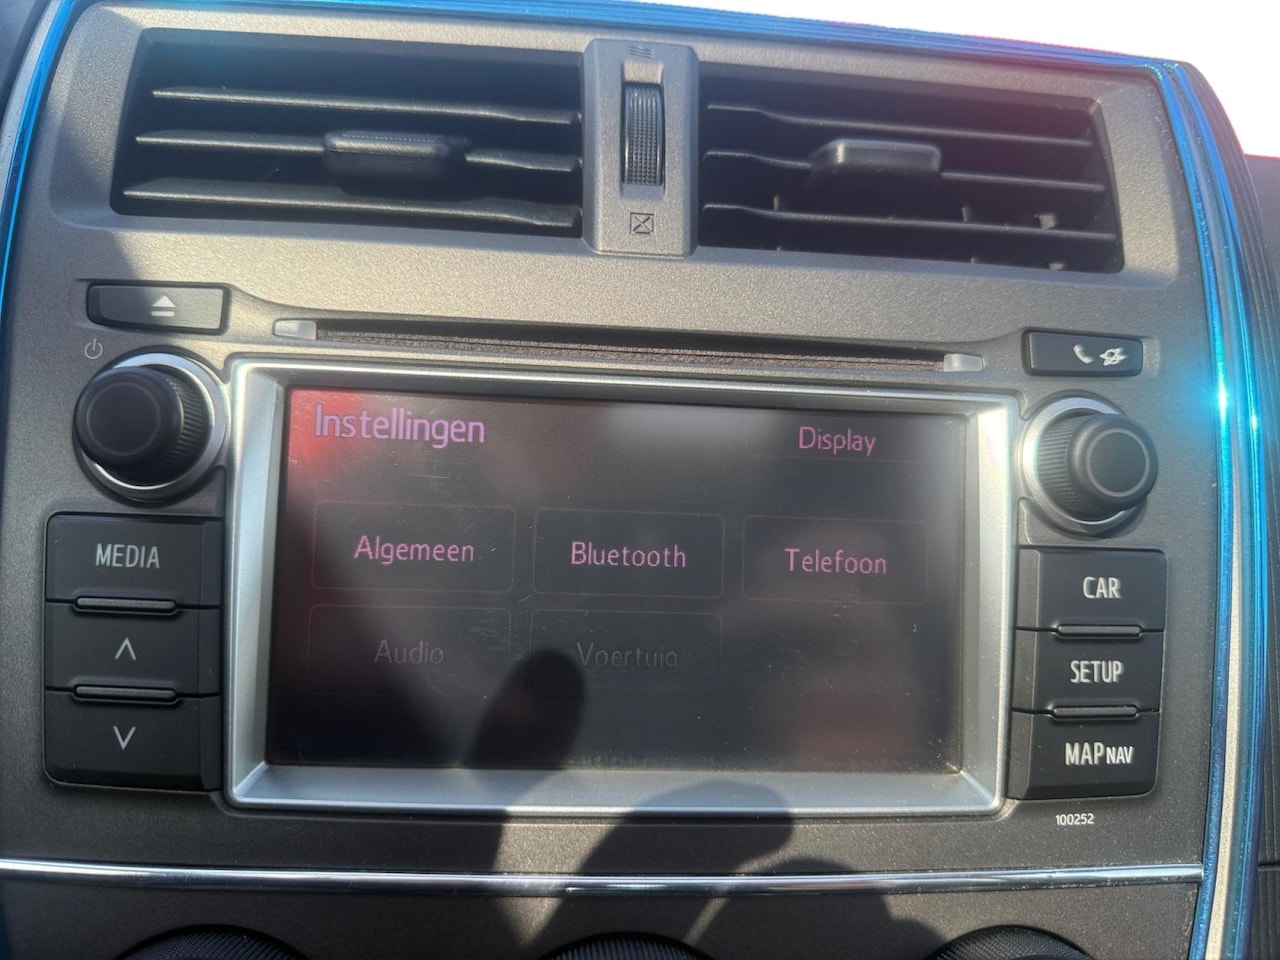 Instellingen
Display
Algemeen Bluetooth Telefoon
Audio Voertuig
MEDIA
CAR
SETUP
MAP NAV
100252